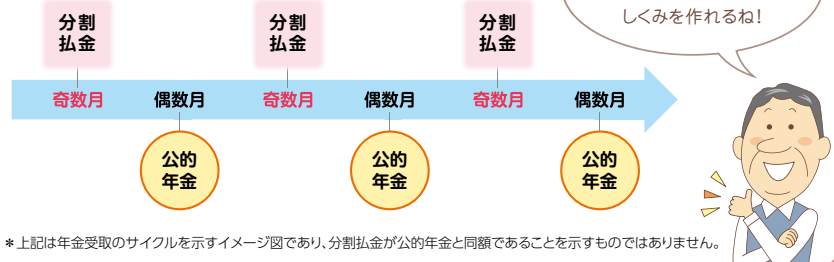 しくみを作れるね!
分割
払金
分割
払金
分割
払金
奇数月 偶数月 奇数月 偶数月 奇数月 偶数月
公的
年金
公的
年金
公的
年金
＊上記は年金受取のサイクルを示すイメージ図であり、分割払金が公的年金と同額であることを示すものではありません。